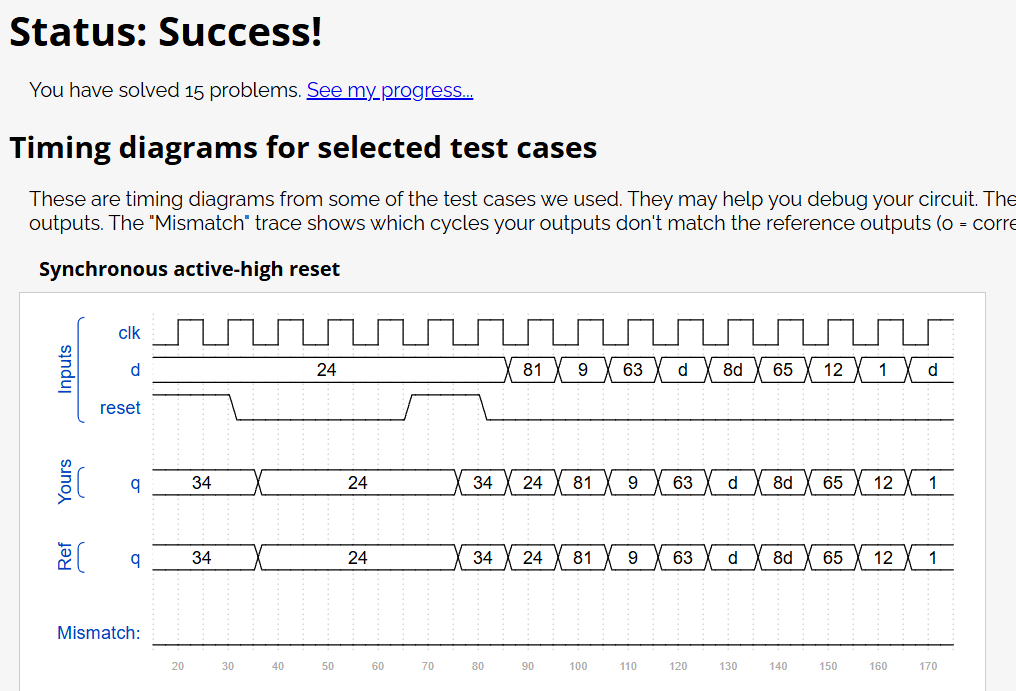 Status: Success!
You have solved 15 problems. See my progress...
Timing diagrams for selected test cases
These are timing diagrams from some of the test cases we used. They may help you debug your circuit. The
outputs. The "Mismatch" trace shows which cycles your outputs don't match the reference outputs (0 = corre
Synchronous active-high reset
Inputs
clk
d 24 81 9 63 d 8d 65 12 1 d
reset
Yours
q 34 24 34 24 81 9 63 d 8d 65 12 1
Ref
q 34 24 34 24 81 9 63 d 8d 65 12 1
Mismatch:
20 30 40 50 60 70 80 90 100 110 120 130 140 150 160 170